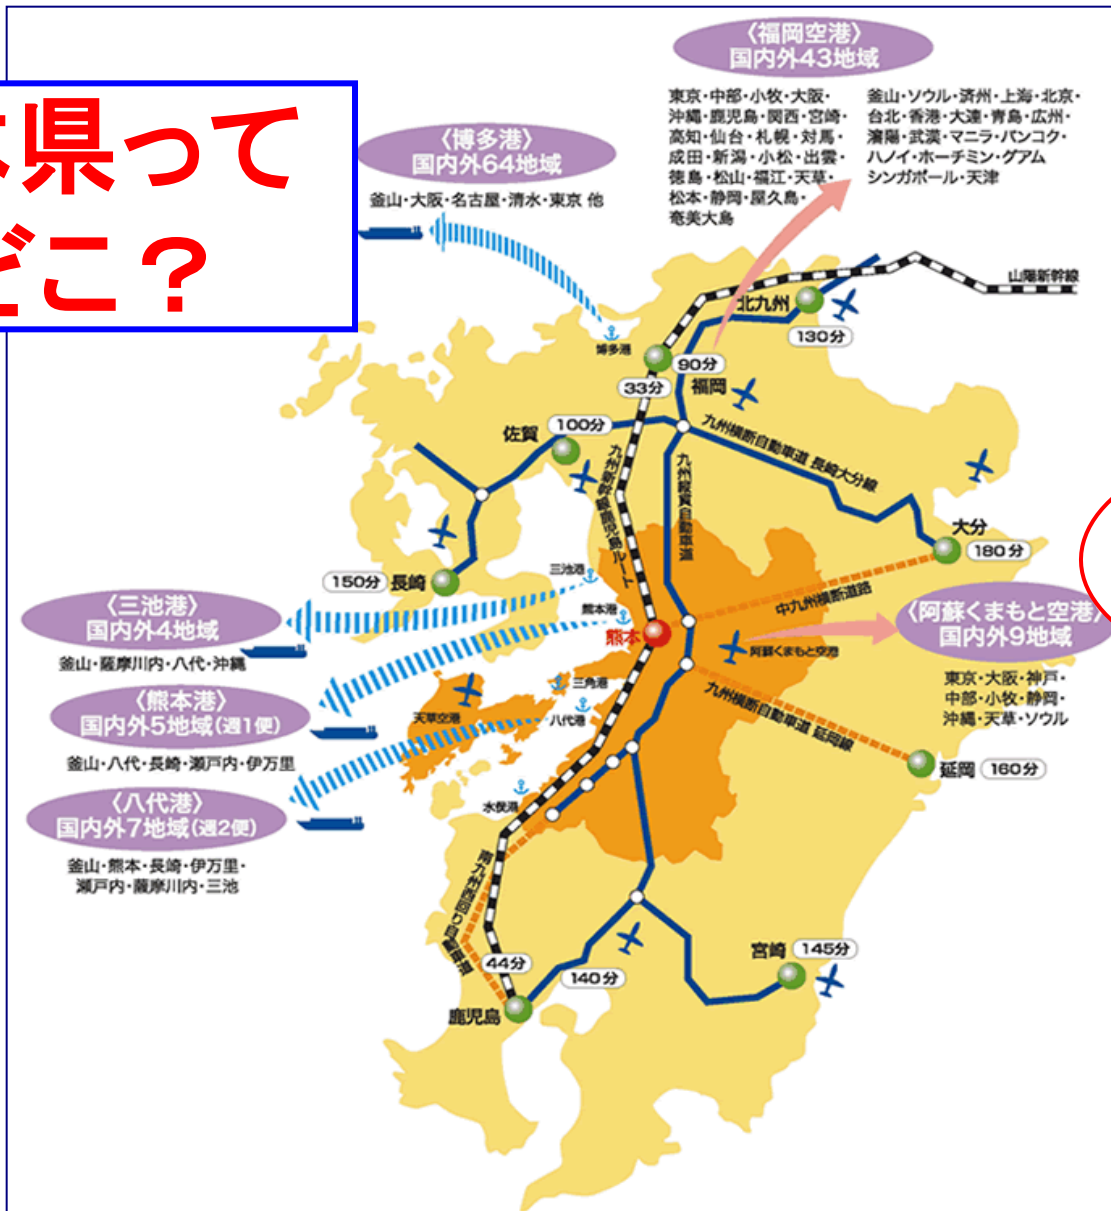 県って
どこ？
〈福岡空港〉
国内外43地域
東京・中部・小牧・大阪・
沖縄・鹿児島・関西・宮崎・
高知・仙台・札幌・対馬・
成田・新潟・小松・出雲・
徳島・松山・福江・天草・
松本・静岡・屋久島・
奄美大島
釜山・ソウル・済州・上海・北京・
台北・香港・大連・青島・広州・
瀋陽・武漢・マニラ・バンコク・
ハノイ・ホーチミン・グアム
シンガポール・天津
〈博多港〉
国内外64地域
釜山・大阪・名古屋・清水・東京 他
山陽新幹線
北九州
130分
博多港
90分
33分
福岡
佐賀
100分
九州横断自動車道 長崎大分線
九州新幹線鹿児島ルート
九州縦貫自動車道
大分
180分
150分
長崎
三池港
熊本港
熊本
中九州横断道路
〈三池港〉
国内外4地域
釜山・薩摩川内・八代・沖縄
〈阿蘇くまもと空港〉
国内外9地域
東京・大阪・神戸・
中部・小牧・静岡・
沖縄・天草・ソウル
阿蘇くまもと空港
三角港
八代港
天草空港
九州横断自動車道 延岡線
〈熊本港〉
国内外5地域(週1便)
釜山・八代・長崎・瀬戸内・伊万里
延岡
160分
水俣港
〈八代港〉
国内外7地域(週2便)
釜山・熊本・長崎・伊万里・
瀬戸内・薩摩川内・三池
南九州西回り自動車道
44分
140分
宮崎
145分
鹿児島